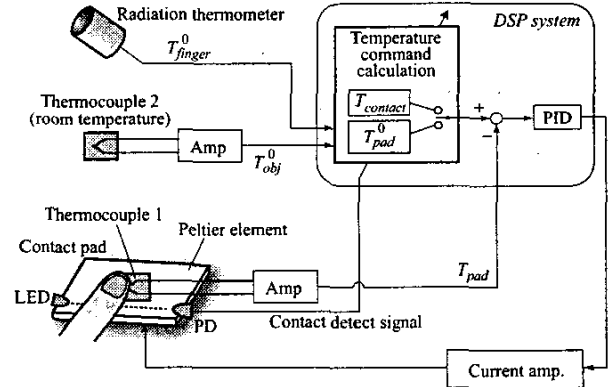 Radiation thermometer
DSP system
Temperature
command
calculation
T⁰finger
Thermocouple 2
(room temperature)
Tcontact
T⁰pad
+
−
PID
Amp
T⁰obj
Thermocouple 1
Contact pad
Peltier element
LED
Amp
Tpad
PD
Contact detect signal
Current amp.